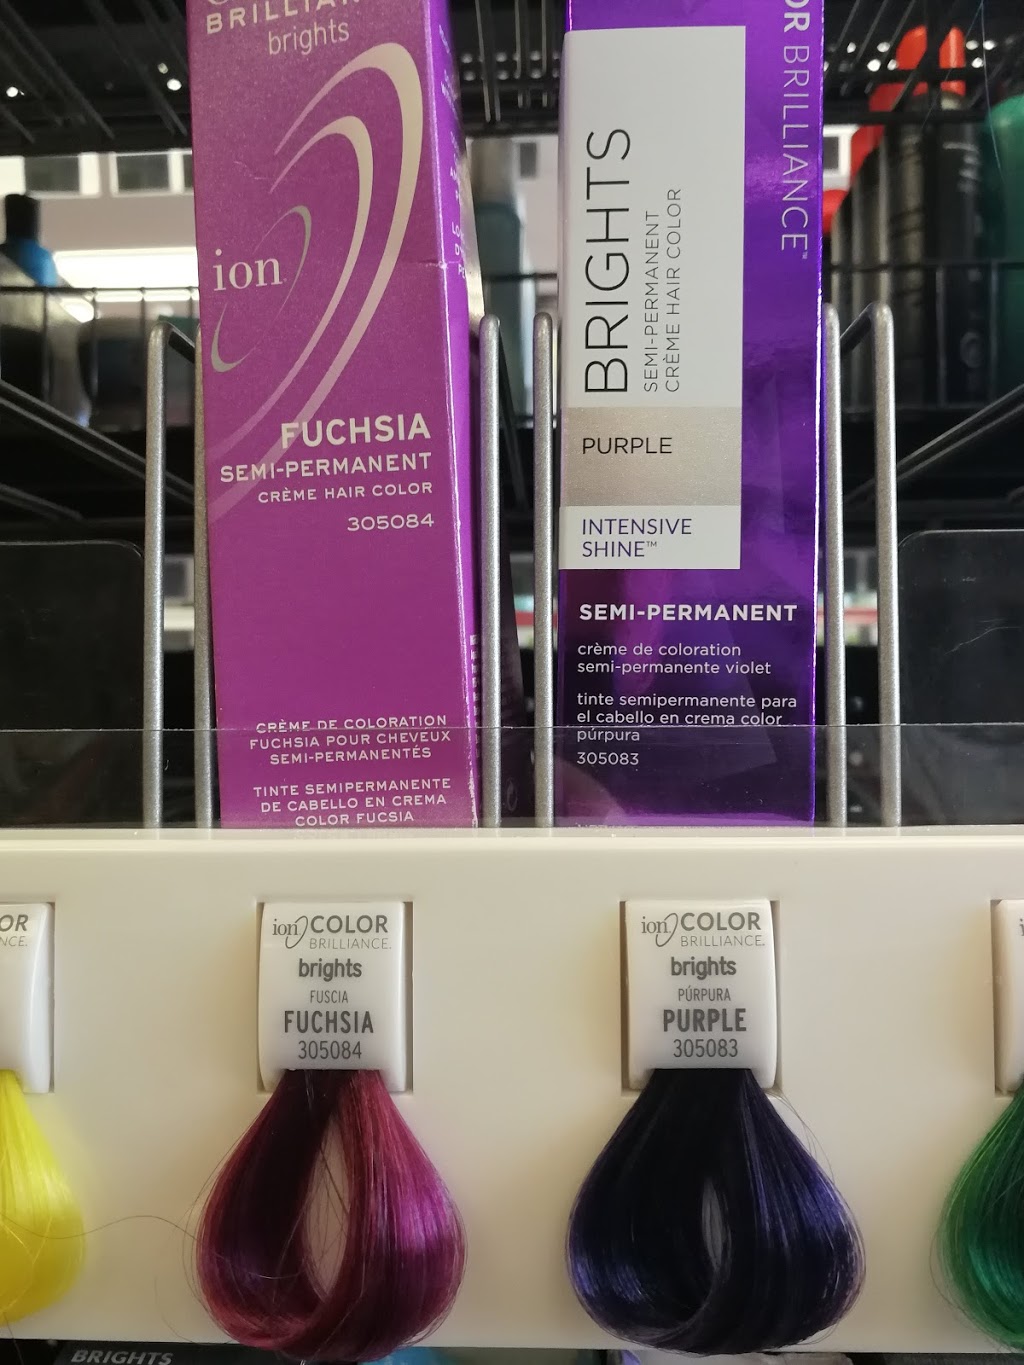 BRILLIAN
brights
ion
FUCHSIA
SEMI-PERMANENT
CRÈME HAIR COLOR
305084
CRÈME DE COLORATION
FUCHSIA POUR CHEVEUX
SEMI-PERMANENTÉS
TINTE SEMIPERMANENTE
DE CABELLO EN CREMA
COLOR FUCSIA
OR BRILLIANCE™
BRIGHTS
SEMI-PERMANENT
CRÈME HAIR COLOR
PURPLE
INTENSIVE
SHINE™
SEMI-PERMANENT
crème de coloration
semi-permanente violet
tinte semipermanente para
el cabello en crema color
púrpura
305083
OR
NCE.
ion COLOR
BRILLIANCE.
brights
FUSCIA
FUCHSIA
305084
ion COLOR
BRILLIANCE.
brights
PÚRPURA
PURPLE
305083
BRIGHTS